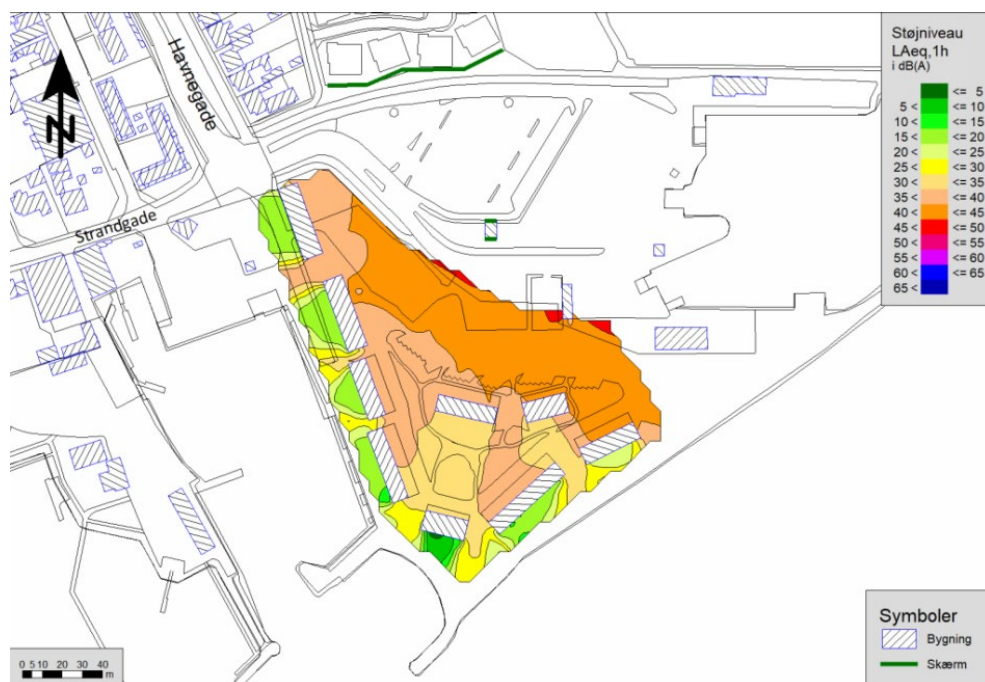 Havnegade
Strandgade
N
Støjniveau
LAeq,1h
i dB(A)
<= 5
5 < <= 10
10 < <= 15
15 < <= 20
20 < <= 25
25 < <= 30
30 < <= 35
35 < <= 40
40 < <= 45
45 < <= 50
50 < <= 55
55 < <= 60
60 < <= 65
65 <
Symboler
Bygning
Skærm
0 5 10 20 30 40
m